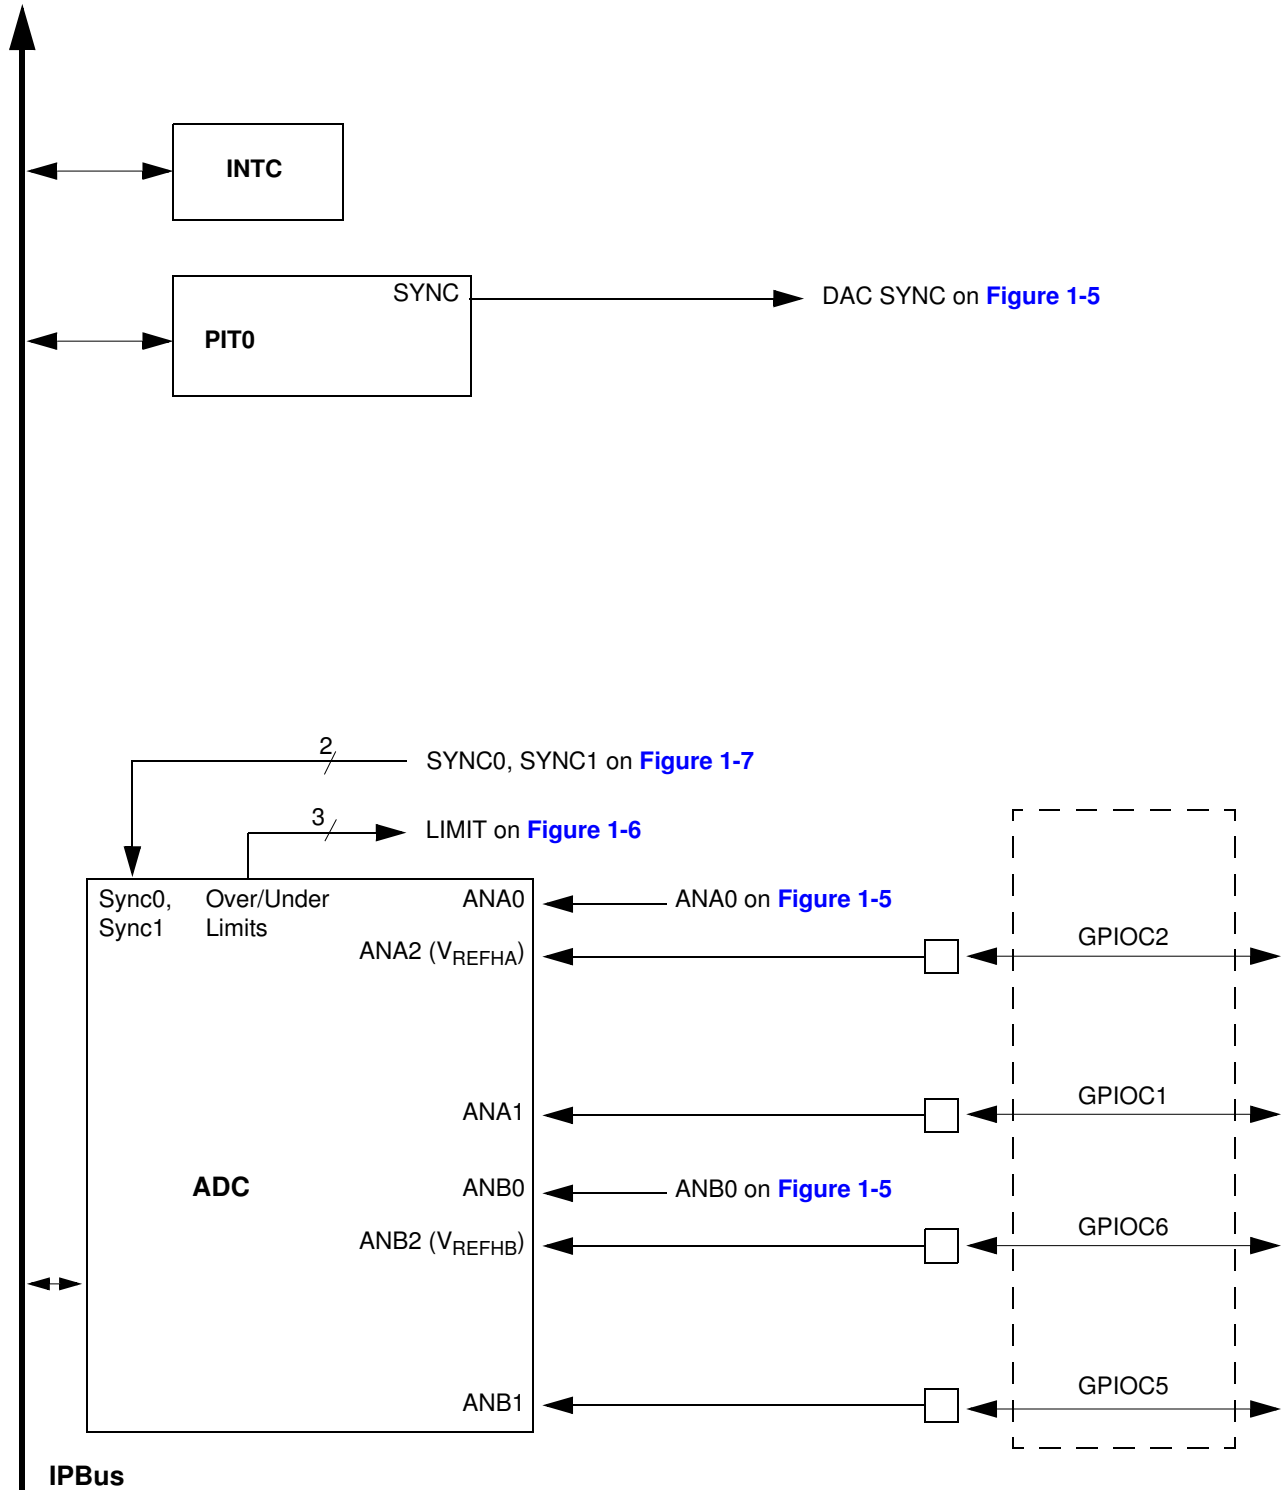 INTC
SYNC
DAC SYNC on Figure 1-5
PIT0
2
SYNC0, SYNC1 on Figure 1-7
3
LIMIT on Figure 1-6
Sync0, Over/Under
Sync1 Limits
ANA0
ANA0 on Figure 1-5
ANA2 (VREFHA)
GPIOC2
ANA1
GPIOC1
ADC
ANB0
ANB0 on Figure 1-5
ANB2 (VREFHB)
GPIOC6
ANB1
GPIOC5
IPBus